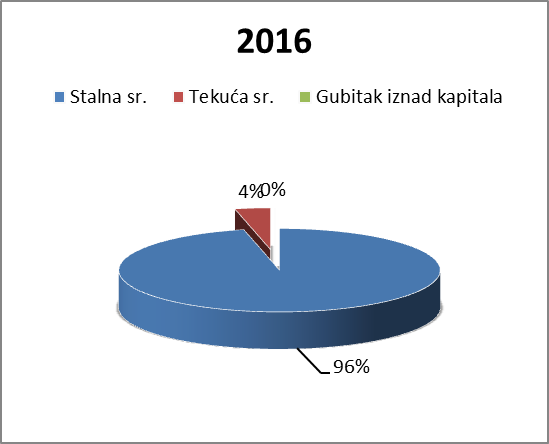 2016
Stalna sr. Tekuća sr. Gubitak iznad kapitala
4% 0%
96%